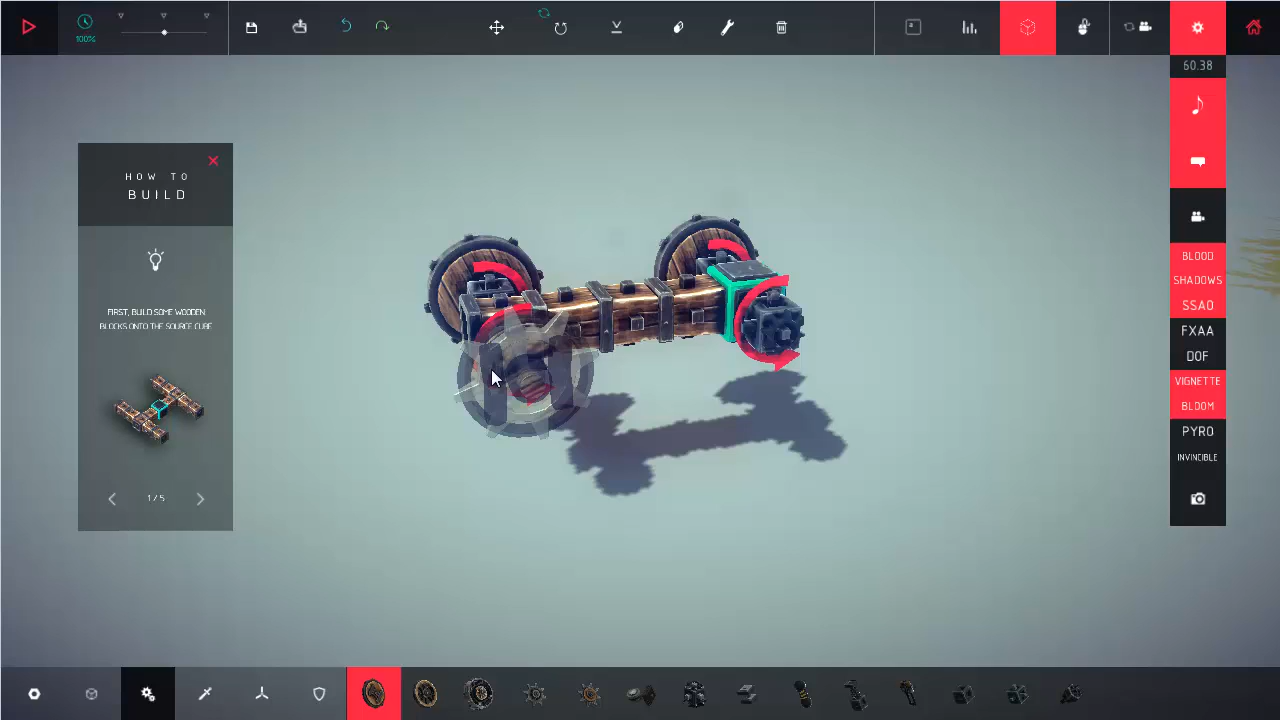 100%
60.38
HOW TO
BUILD
FIRST, BUILD SOME WOODEN
BLOCKS ONTO THE SOURCE CUBE
1/5
BLOOD
SHADOWS
SSAO
FXAA
DOF
VIGNETTE
BLOOM
PYRO
INVINCIBLE